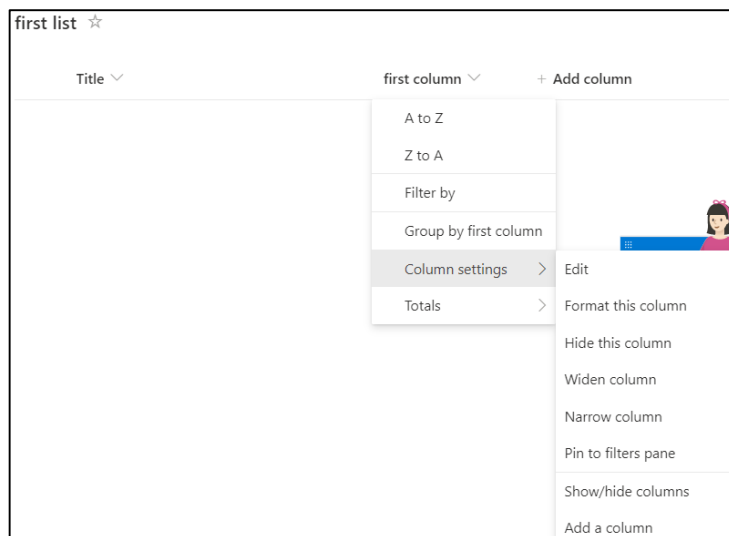 first list
Title
first column
+ Add column
A to Z
Z to A
Filter by
Group by first column
Column settings
Totals
Edit
Format this column
Hide this column
Widen column
Narrow column
Pin to filters pane
Show/hide columns
Add a column